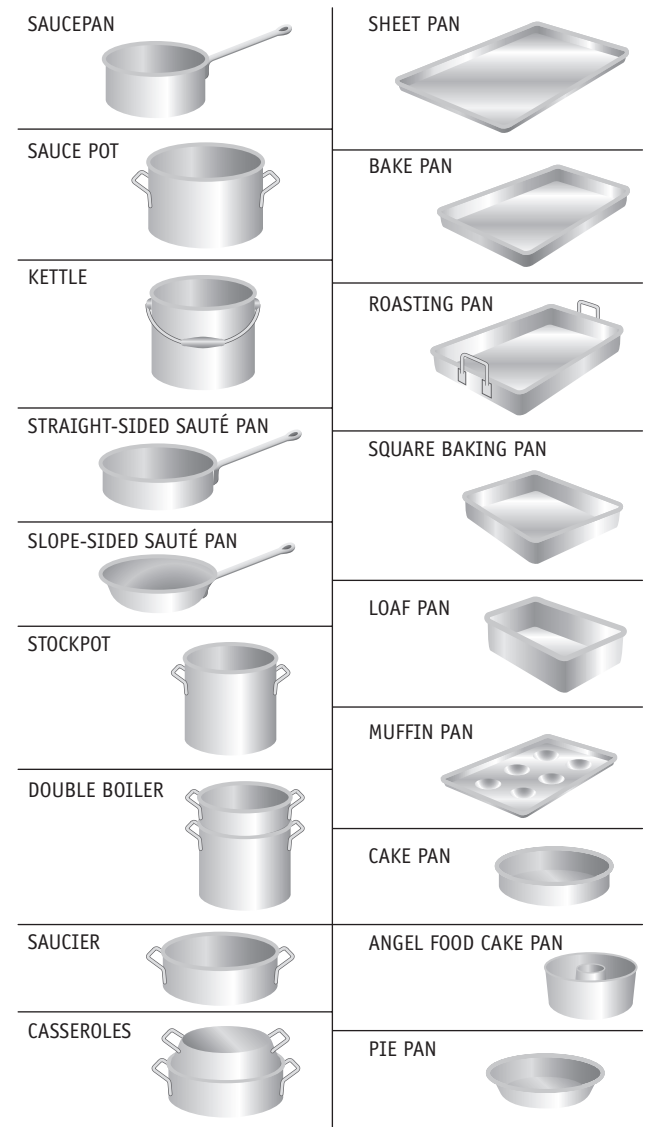 SAUCEPAN
SAUCE POT
KETTLE
STRAIGHT-SIDED SAUTÉ PAN
SLOPE-SIDED SAUTÉ PAN
STOCKPOT
DOUBLE BOILER
SAUCIER
CASSEROLES
SHEET PAN
BAKE PAN
ROASTING PAN
SQUARE BAKING PAN
LOAF PAN
MUFFIN PAN
CAKE PAN
ANGEL FOOD CAKE PAN
PIE PAN